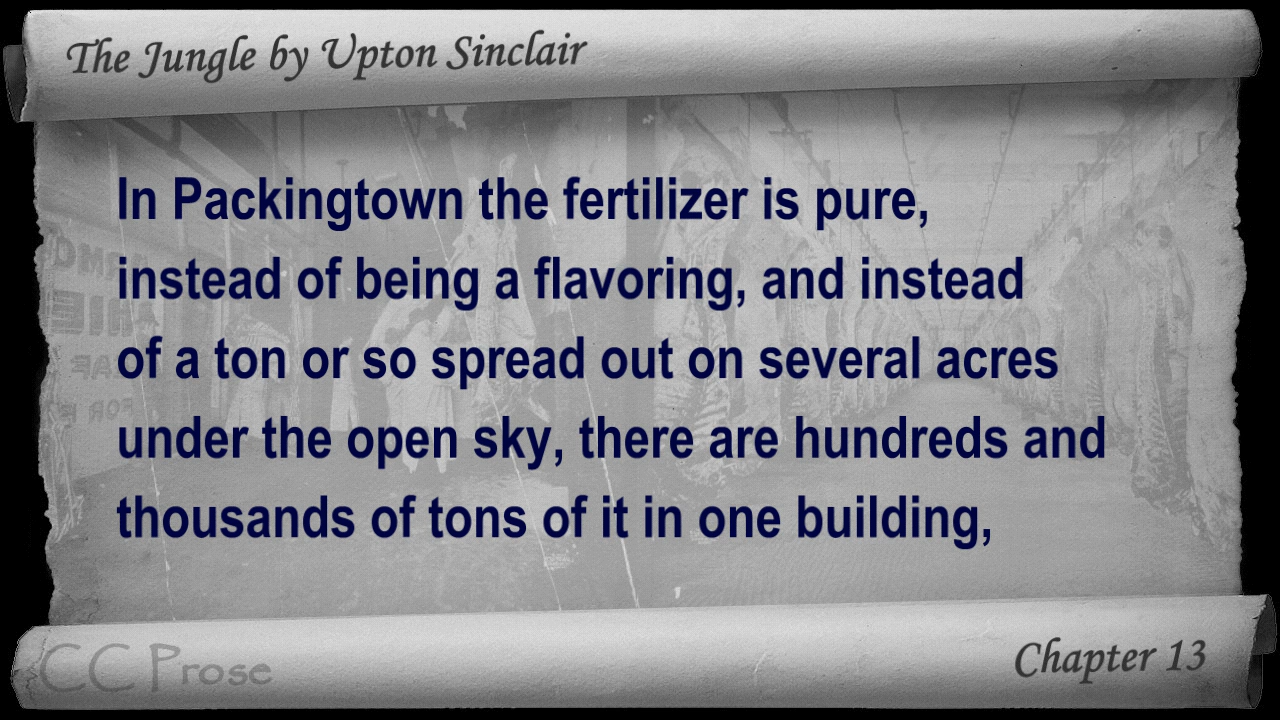 The Jungle by Upton Sinclair
In Packingtown the fertilizer is pure,
instead of being a flavoring, and instead
of a ton or so spread out on several acres
under the open sky, there are hundreds and
thousands of tons of it in one building,
CC Prose
Chapter 13